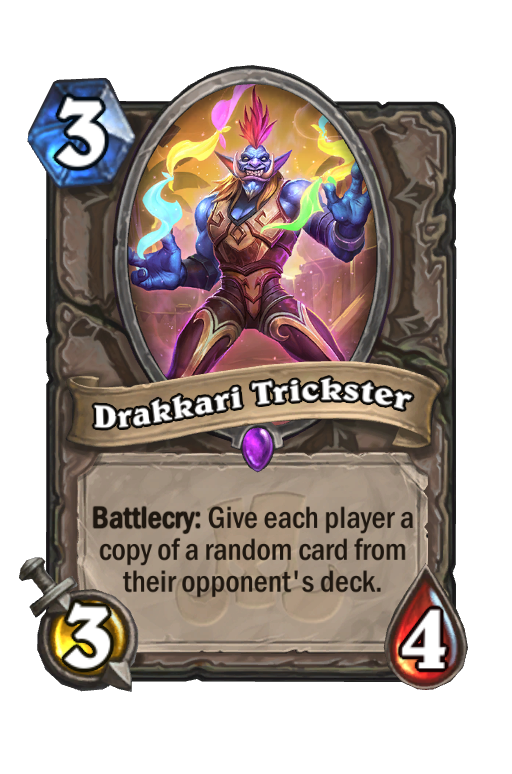 3
Drakkari Trickster
Battlecry: Give each player a
copy of a random card from
their opponent's deck.
3
4